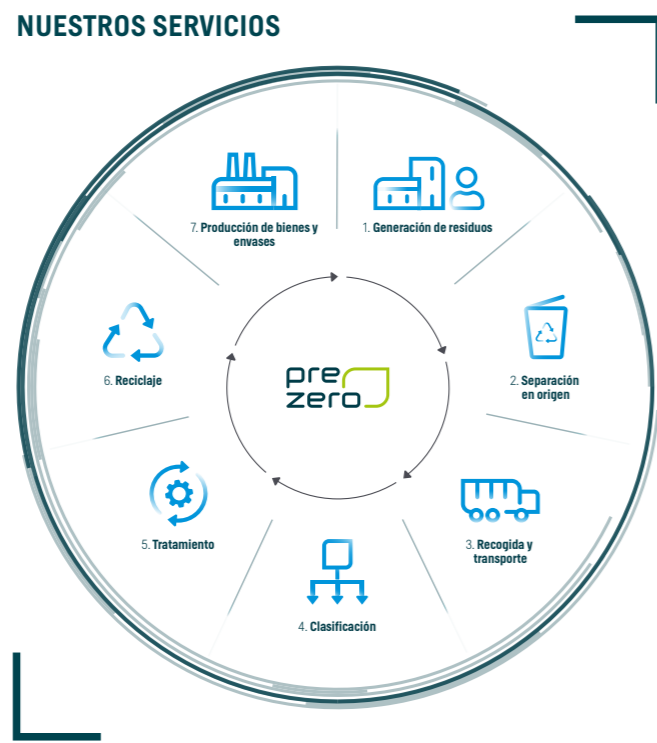 NUESTROS SERVICIOS
7. Producción de bienes y
envases
1. Generación de residuos
6. Reciclaje
pre
zero
2. Separación
en origen
5. Tratamiento
3. Recogida y
transporte
4. Clasificación